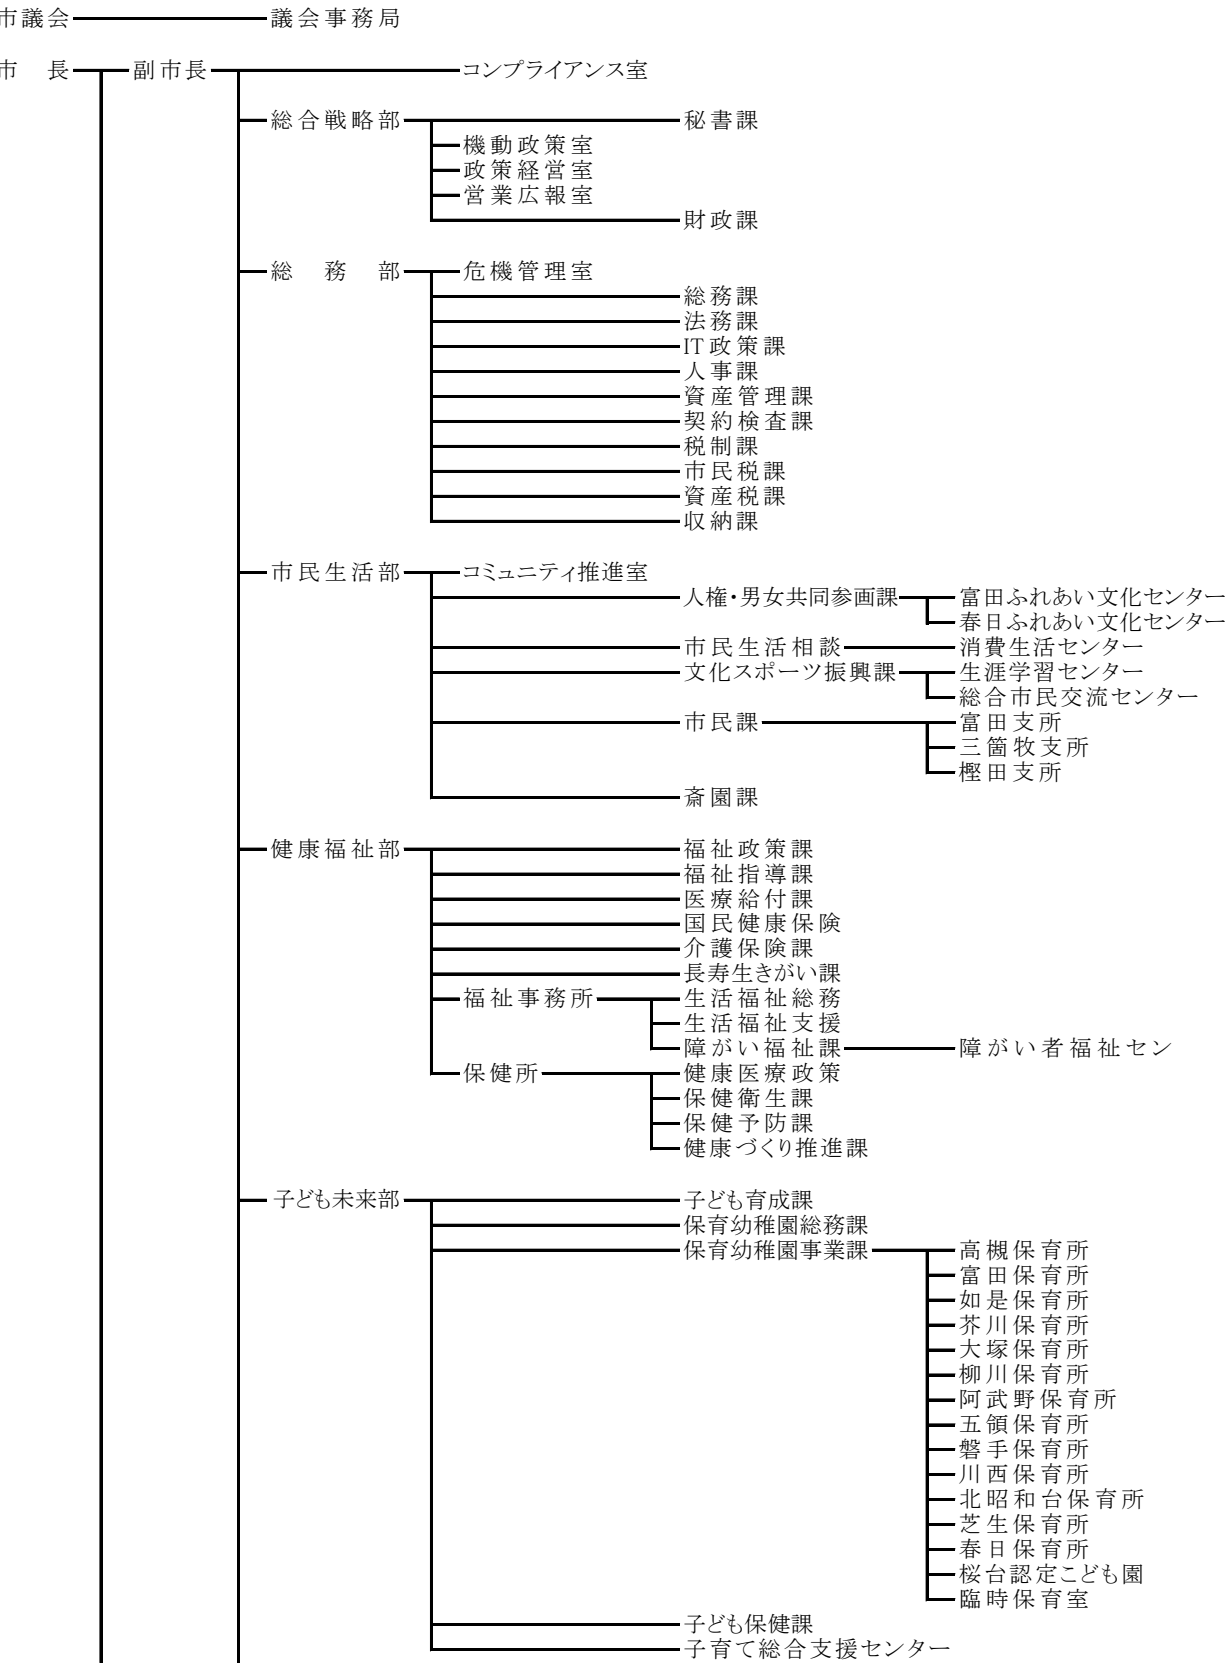 市議会 議会事務局
市　長 副市長 コンプライアンス室
総合戦略部 秘書課
機動政策室
政策経営室
営業広報室
財政課
総　務　部 危機管理室
総務課
法務課
IT政策課
人事課
資産管理課
契約検査課
税制課
市民税課
資産税課
収納課
市民生活部 コミュニティ推進室
人権・男女共同参画課 富田ふれあい文化センター
春日ふれあい文化センター
市民生活相談 消費生活センター
文化スポーツ振興課 生涯学習センター
総合市民交流センター
市民課 富田支所
三箇牧支所
樫田支所
斎園課
健康福祉部 福祉政策課
福祉指導課
医療給付課
国民健康保険
介護保険課
長寿生きがい課
福祉事務所 生活福祉総務
生活福祉支援
障がい福祉課 障がい者福祉セン
保健所 健康医療政策
保健衛生課
保健予防課
健康づくり推進課
子ども未来部 子ども育成課
保育幼稚園総務課
保育幼稚園事業課 高槻保育所
富田保育所
如是保育所
芥川保育所
大塚保育所
柳川保育所
阿武野保育所
五領保育所
磐手保育所
川西保育所
北昭和台保育所
芝生保育所
春日保育所
桜台認定こども園
臨時保育室
子ども保健課
子育て総合支援センター